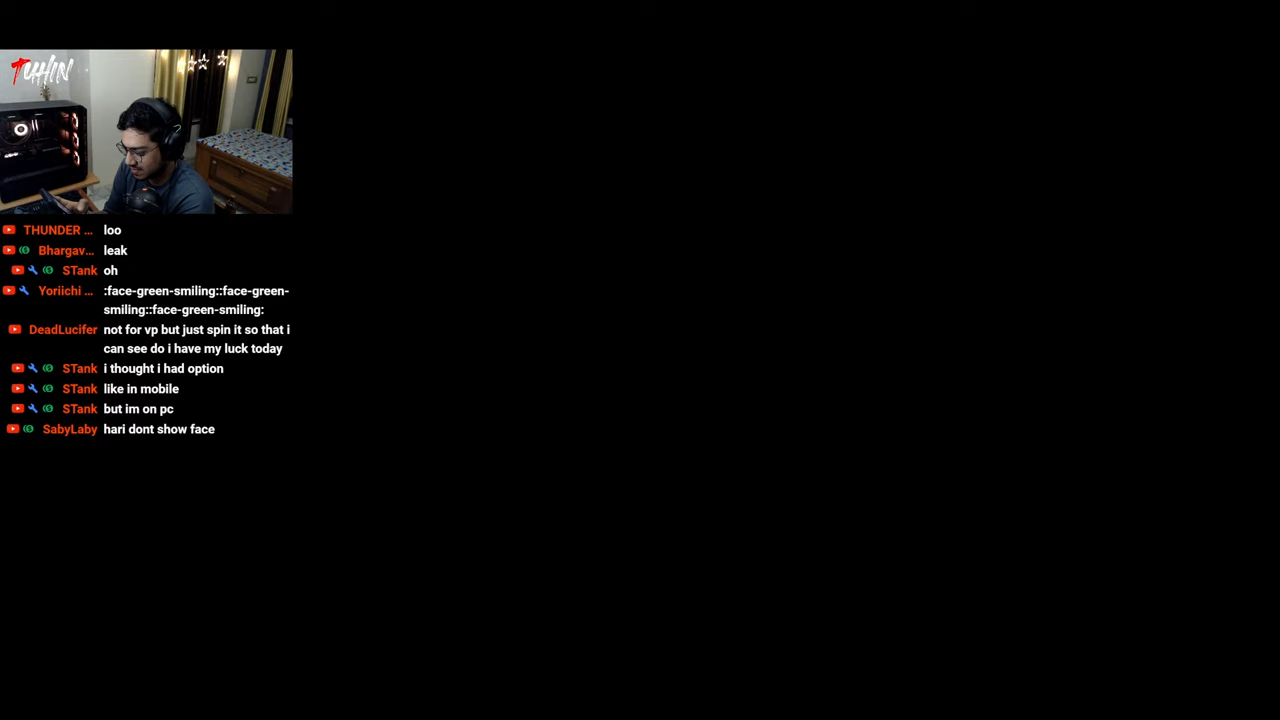 TUHIN
THUNDER ... loo
Bhargav... leak
STank oh
Yoriichi ... :face-green-smiling::face-green-
smiling::face-green-smiling:
DeadLucifer not for vp but just spin it so that i
can see do i have my luck today
STank i thought i had option
STank like in mobile
STank but im on pc
SabyLaby hari dont show face